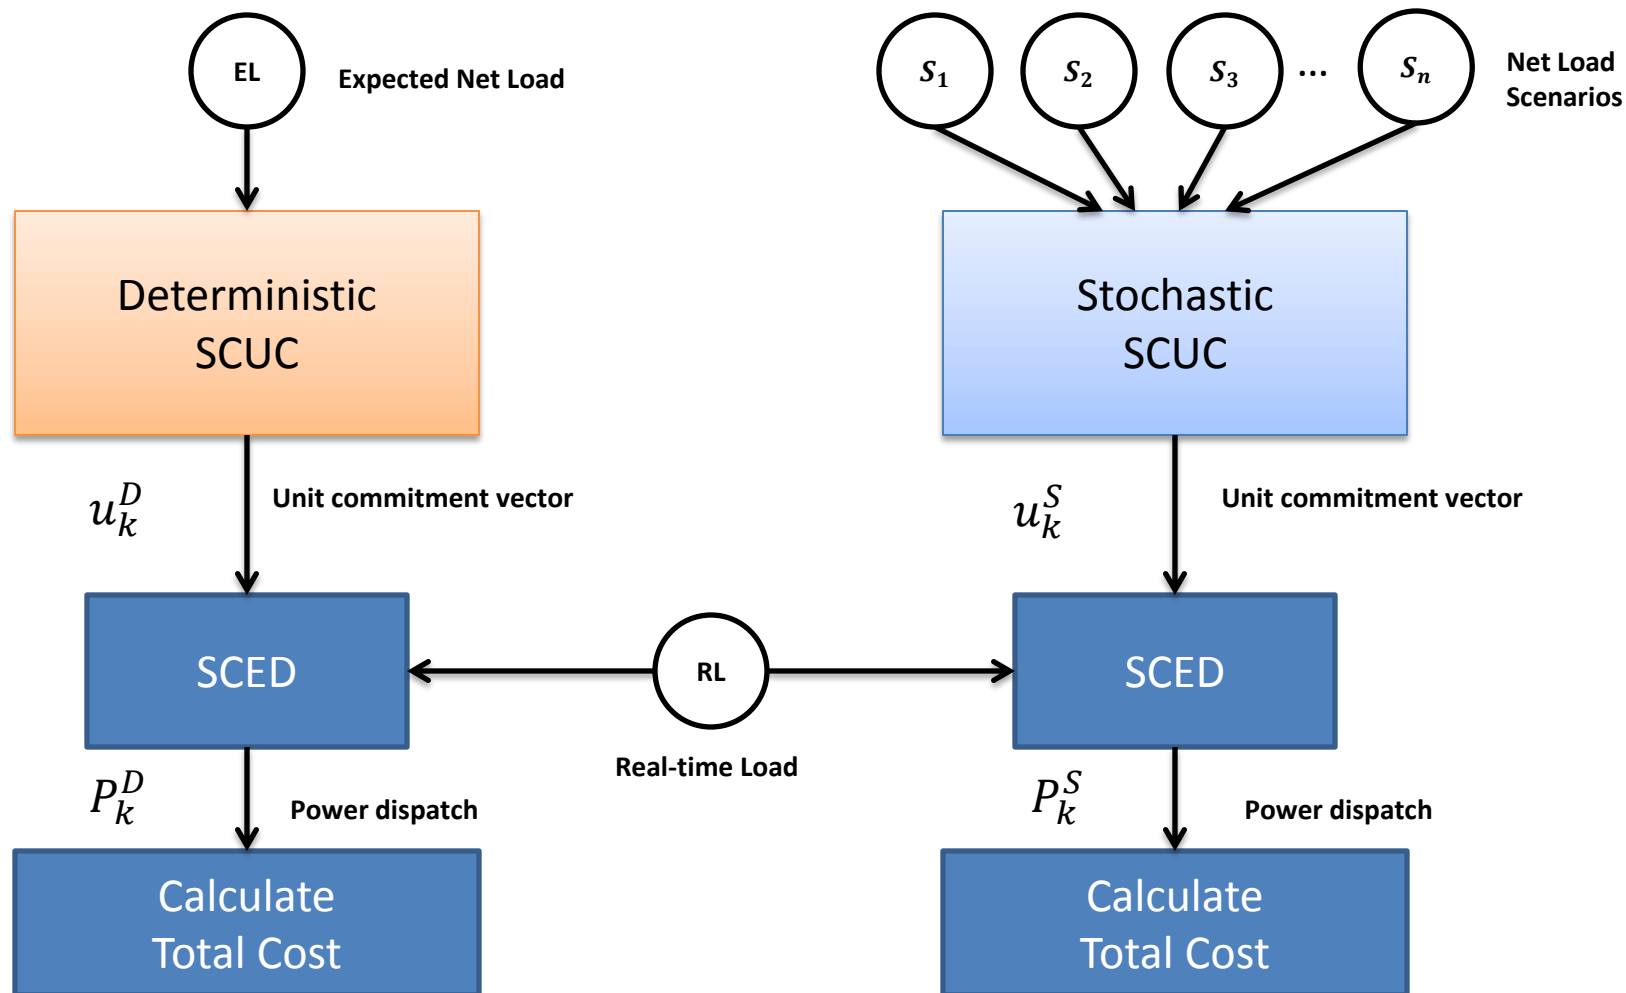 EL
Expected Net Load
S₁
S₂
S₃
...
Sₙ
Net Load
Scenarios
Deterministic
SCUC
Stochastic
SCUC
u_k^D
Unit commitment vector
u_k^S
Unit commitment vector
SCED
RL
SCED
Real-time Load
P_k^D
Power dispatch
P_k^S
Power dispatch
Calculate
Total Cost
Calculate
Total Cost